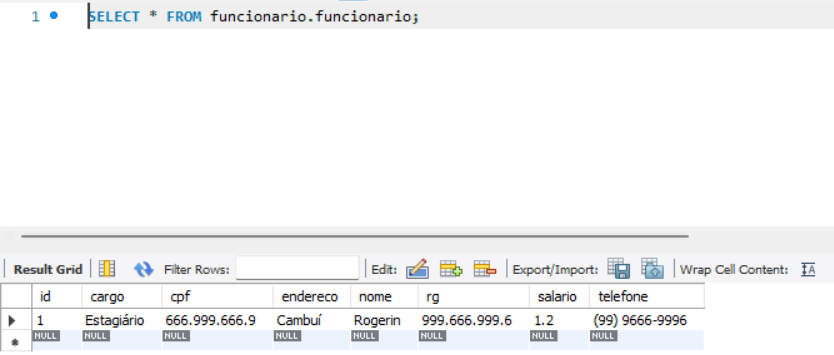 1 SELECT * FROM funcionario.funcionario;
Result Grid Filter Rows: Edit: Export/Import: Wrap Cell Content: IA
id cargo cpf endereco nome rg salario telefone
1 Estagiário 666.999.666.9 Cambuí Rogerin 999.666.999.6 1.2 (99) 9666-9996
NULL NULL NULL NULL NULL NULL NULL NULL